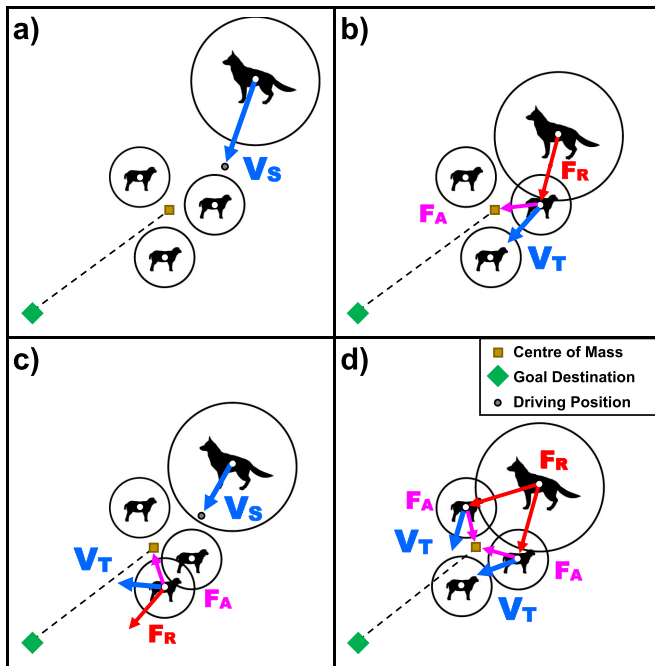 a)
VS
b)
FR
FA
VT
c)
VS
VT
FA
FR
d)
Centre of Mass
Goal Destination
Driving Position
FR
FA
VT
FA
VT